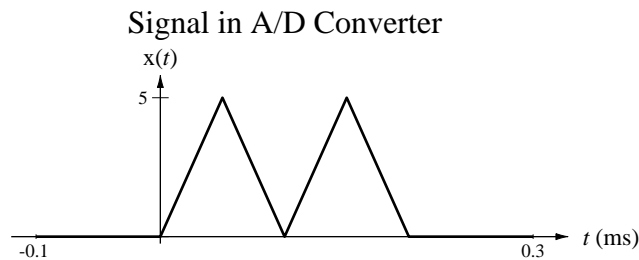 Signal in A/D Converter
x(t)
5
t (ms)
-0.1
0.3